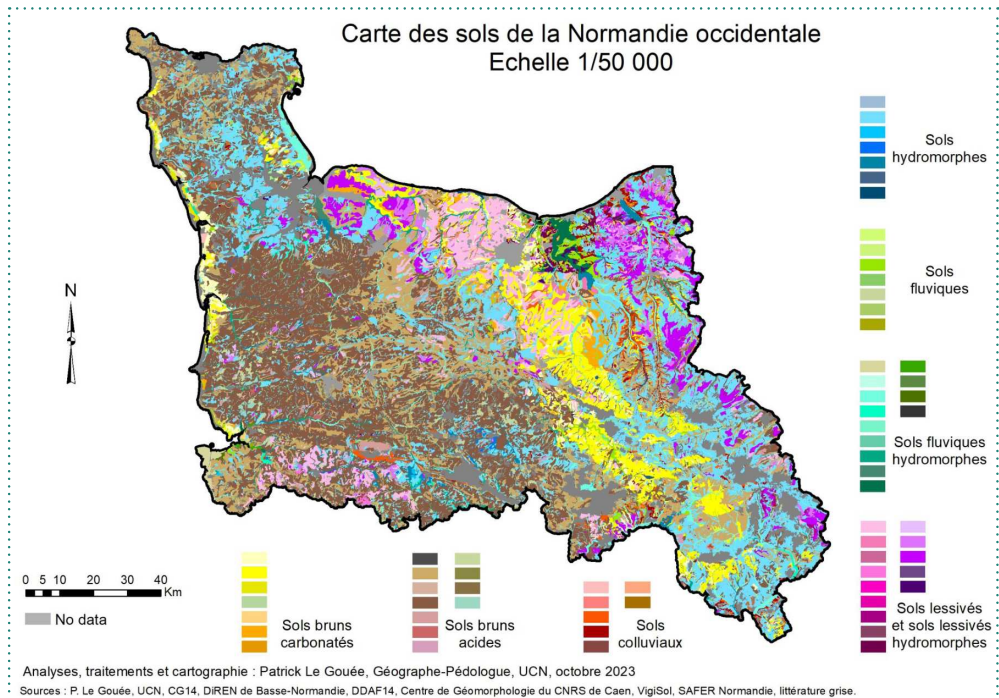 Carte des sols de la Normandie occidentale
Echelle 1/50 000
Sols
hydromorphes
Sols
fluviques
N
Sols fluviques
hydromorphes
0 5 10 20 30 40
Km
No data
Sols bruns
carbonatés
Sols bruns
acides
Sols
colluviaux
Sols lessivés
et sols lessivés
hydromorphes
Analyses, traitements et cartographie : Patrick Le Gouée, Géographe-Pédologue, UCN, octobre 2023
Sources : P. Le Gouée, UCN, CG14, DiREN de Basse-Normandie, DDAF14, Centre de Géomorphologie du CNRS de Caen, VigiSol, SAFER Normandie, littérature grise.